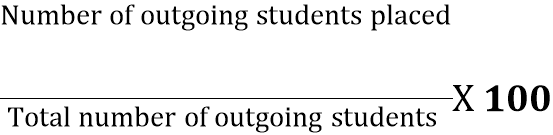 Number of outgoing students placed
X 100
Total number of outgoing students